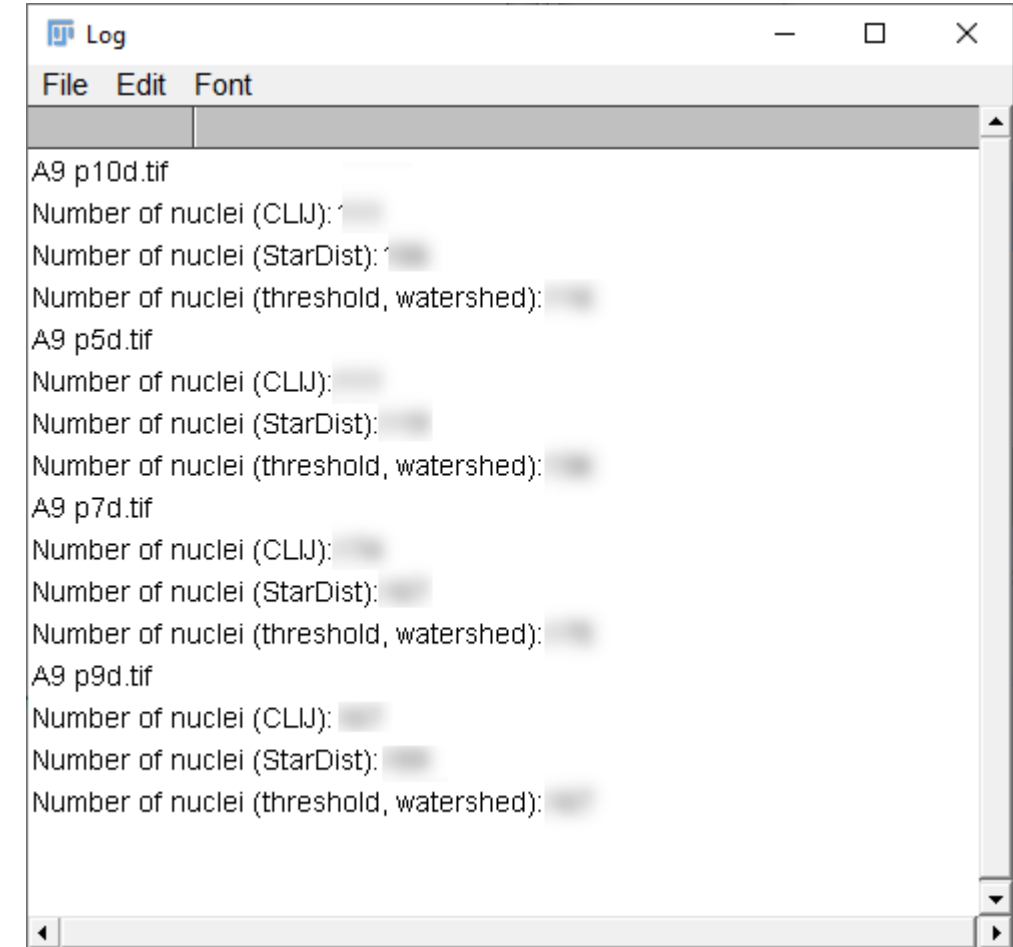 Log
File Edit Font
A9 p10d.tif
Number of nuclei (CLIJ):
Number of nuclei (StarDist):
Number of nuclei (threshold, watershed):
A9 p5d.tif
Number of nuclei (CLIJ):
Number of nuclei (StarDist):
Number of nuclei (threshold, watershed):
A9 p7d.tif
Number of nuclei (CLIJ):
Number of nuclei (StarDist):
Number of nuclei (threshold, watershed):
A9 p9d.tif
Number of nuclei (CLIJ):
Number of nuclei (StarDist):
Number of nuclei (threshold, watershed):